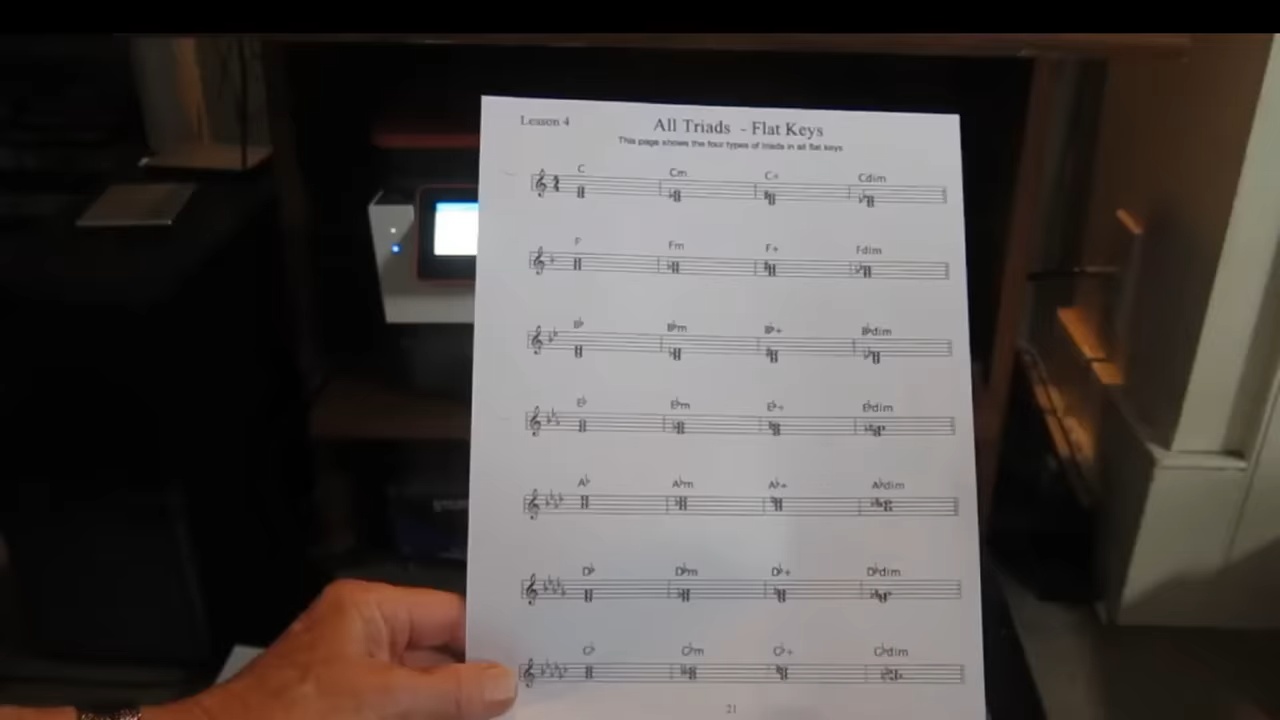 Lesson 4
All Triads - Flat Keys
This page shows the four types of triads in all flat keys
C Cm C+ Cdim
F Fm F+ Fdim
B♭ B♭m B♭+ B♭dim
E♭ E♭m E♭+ E♭dim
A♭ A♭m A♭+ A♭dim
D♭ D♭m D♭+ D♭dim
21